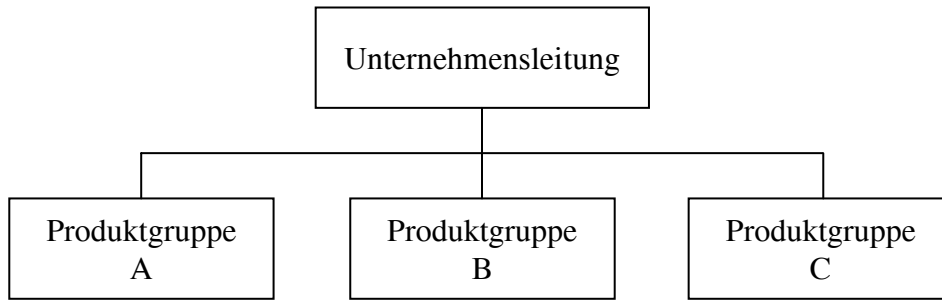 Unternehmensleitung
Produktgruppe
A
Produktgruppe
B
Produktgruppe
C